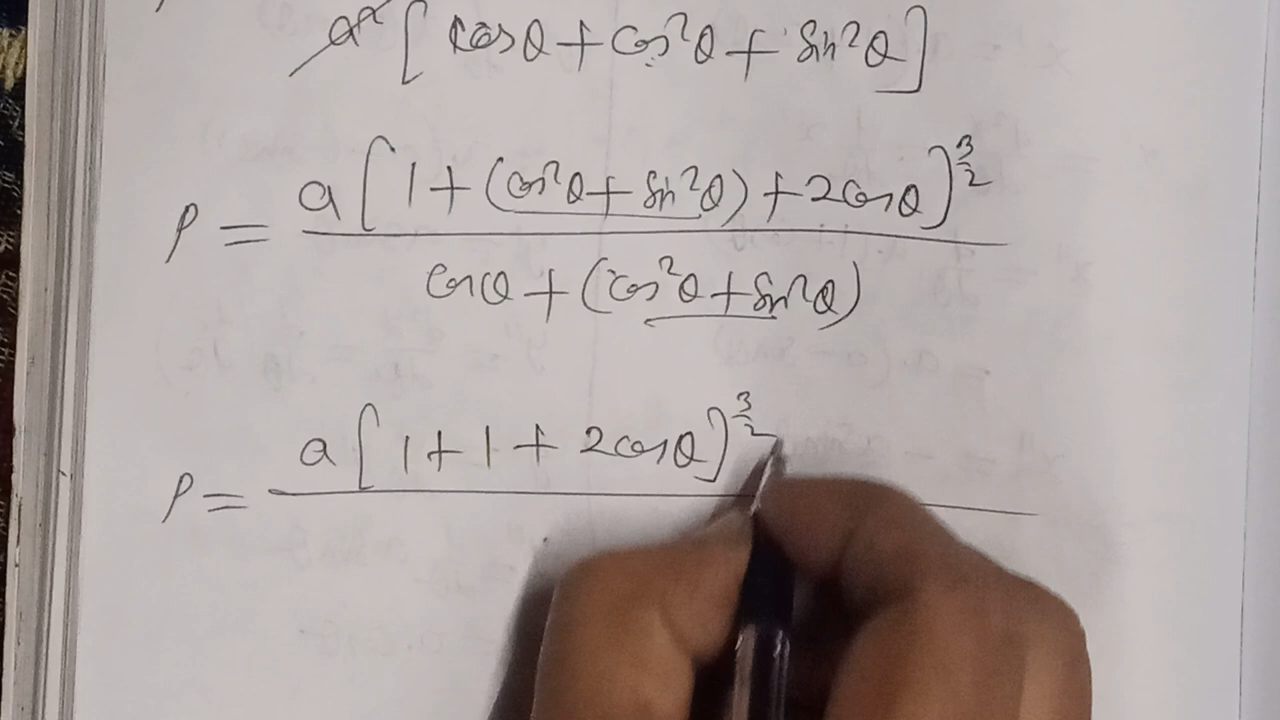 a² [cosθ + cos²θ + sin²θ]
ρ = a[1 + (cos²θ + sin²θ) + 2cosθ]^(3/2) / cosθ + (cos²θ + sin²θ)
ρ = a[1 + 1 + 2cosθ]^(3/2)